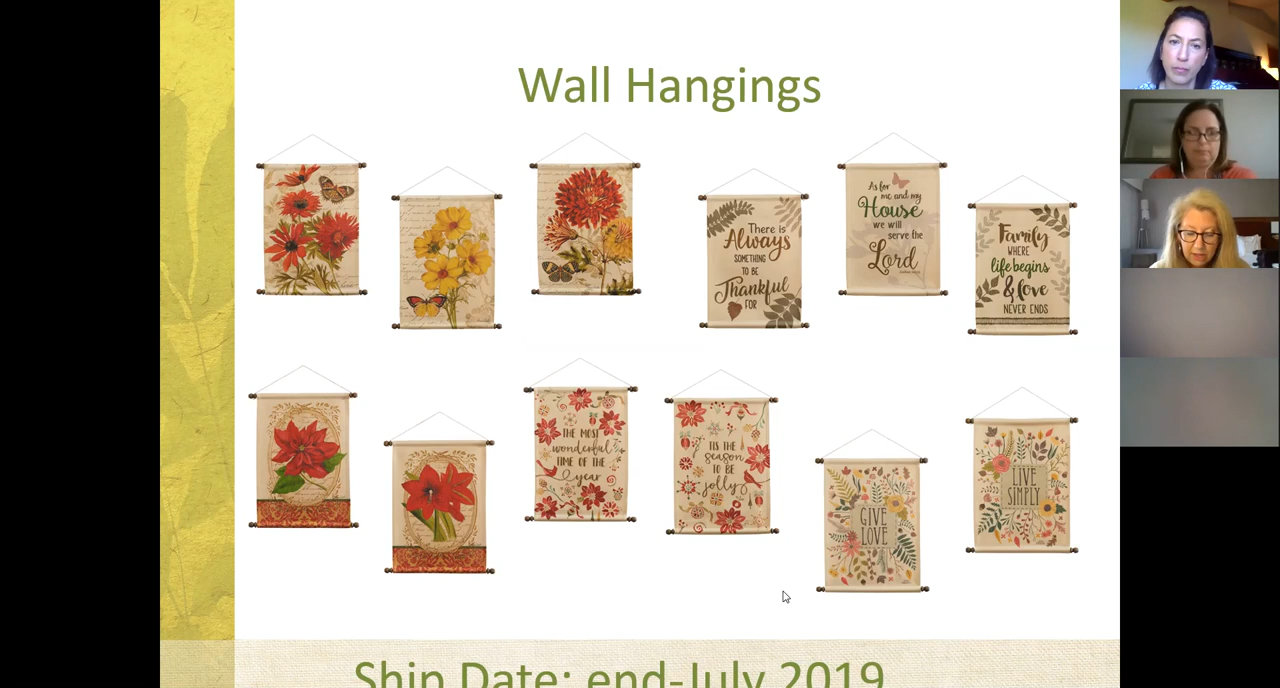 Wall Hangings
There is
Always
SOMETHING
TO BE
Thankful
FOR
As for
me and my
House
we will
serve the
Lord
Family
WHERE
life begins
& love
NEVER ENDS
THE MOST
wonderful
TIME OF THE
year
'TIS THE
season
TO BE
jolly
GIVE
LOVE
LIVE
SIMPLY
Ship Date: end-July 2019